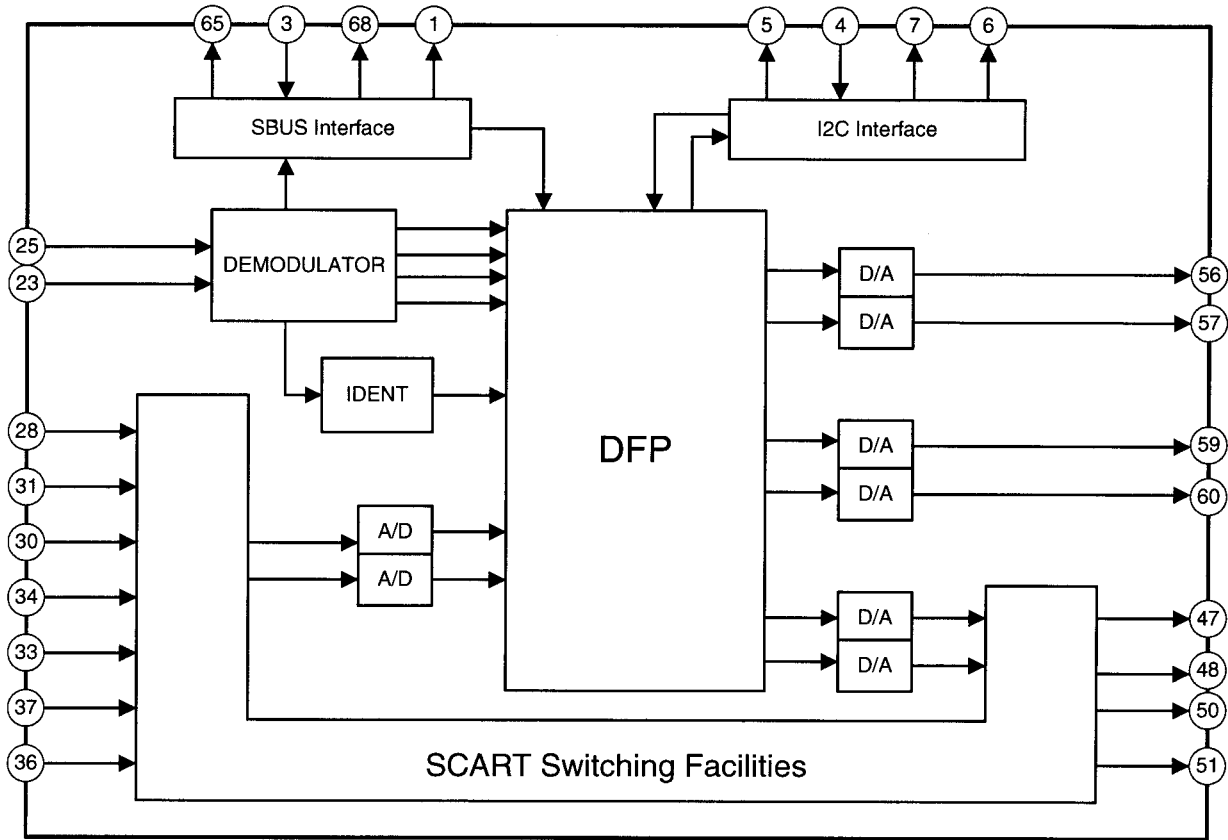 65 3 68 1 5 4 7 6
SBUS Interface
I2C Interface
25
DEMODULATOR
23
D/A
56
D/A
57
IDENT
28
DFP
D/A
59
31
D/A
60
30
A/D
A/D
34
33
D/A
47
D/A
48
37
50
36
SCART Switching Facilities
51